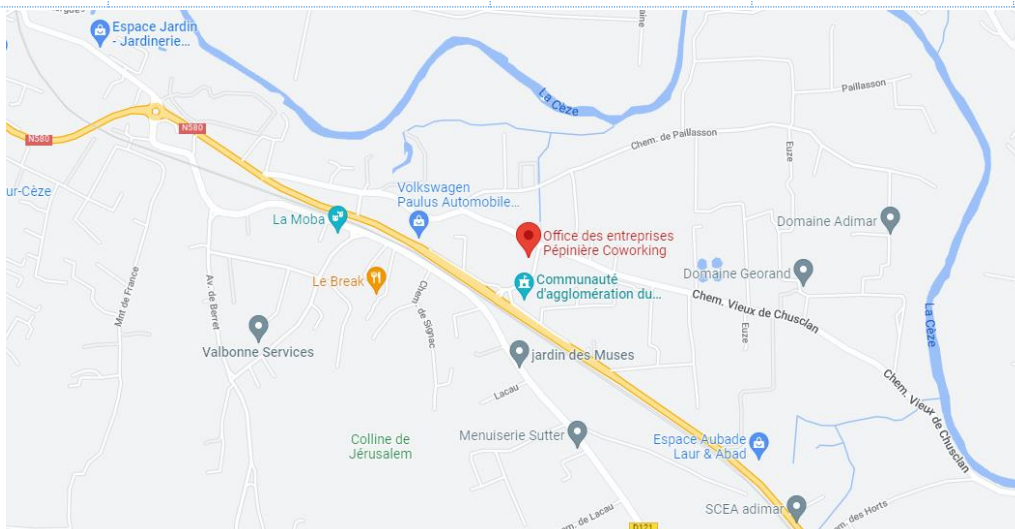 Espace Jardin
- Jardinerie...
La Cèze
Paillasson
N580
Chem. de Paillasson
N580
Euze
ur-Cèze
Volkswagen
Paulus Automobile...
La Moba
Domaine Adimar
Office des entreprises
Pépinière Coworking
Le Break
Communauté
d'agglomération du...
Domaine Georand
Mnt de France
Av. de Berret
Chem. de Signac
Chem. Vieux de Chusclan
Euze
La Cèze
Valbonne Services
jardin des Muses
Lacau
Chem. Vieux de Chusclan
Colline de
Jérusalem
Menuiserie Sutter
Espace Aubade
Laur & Abad
SCEA adimar
m. de Lacau
D121
m. des Horts